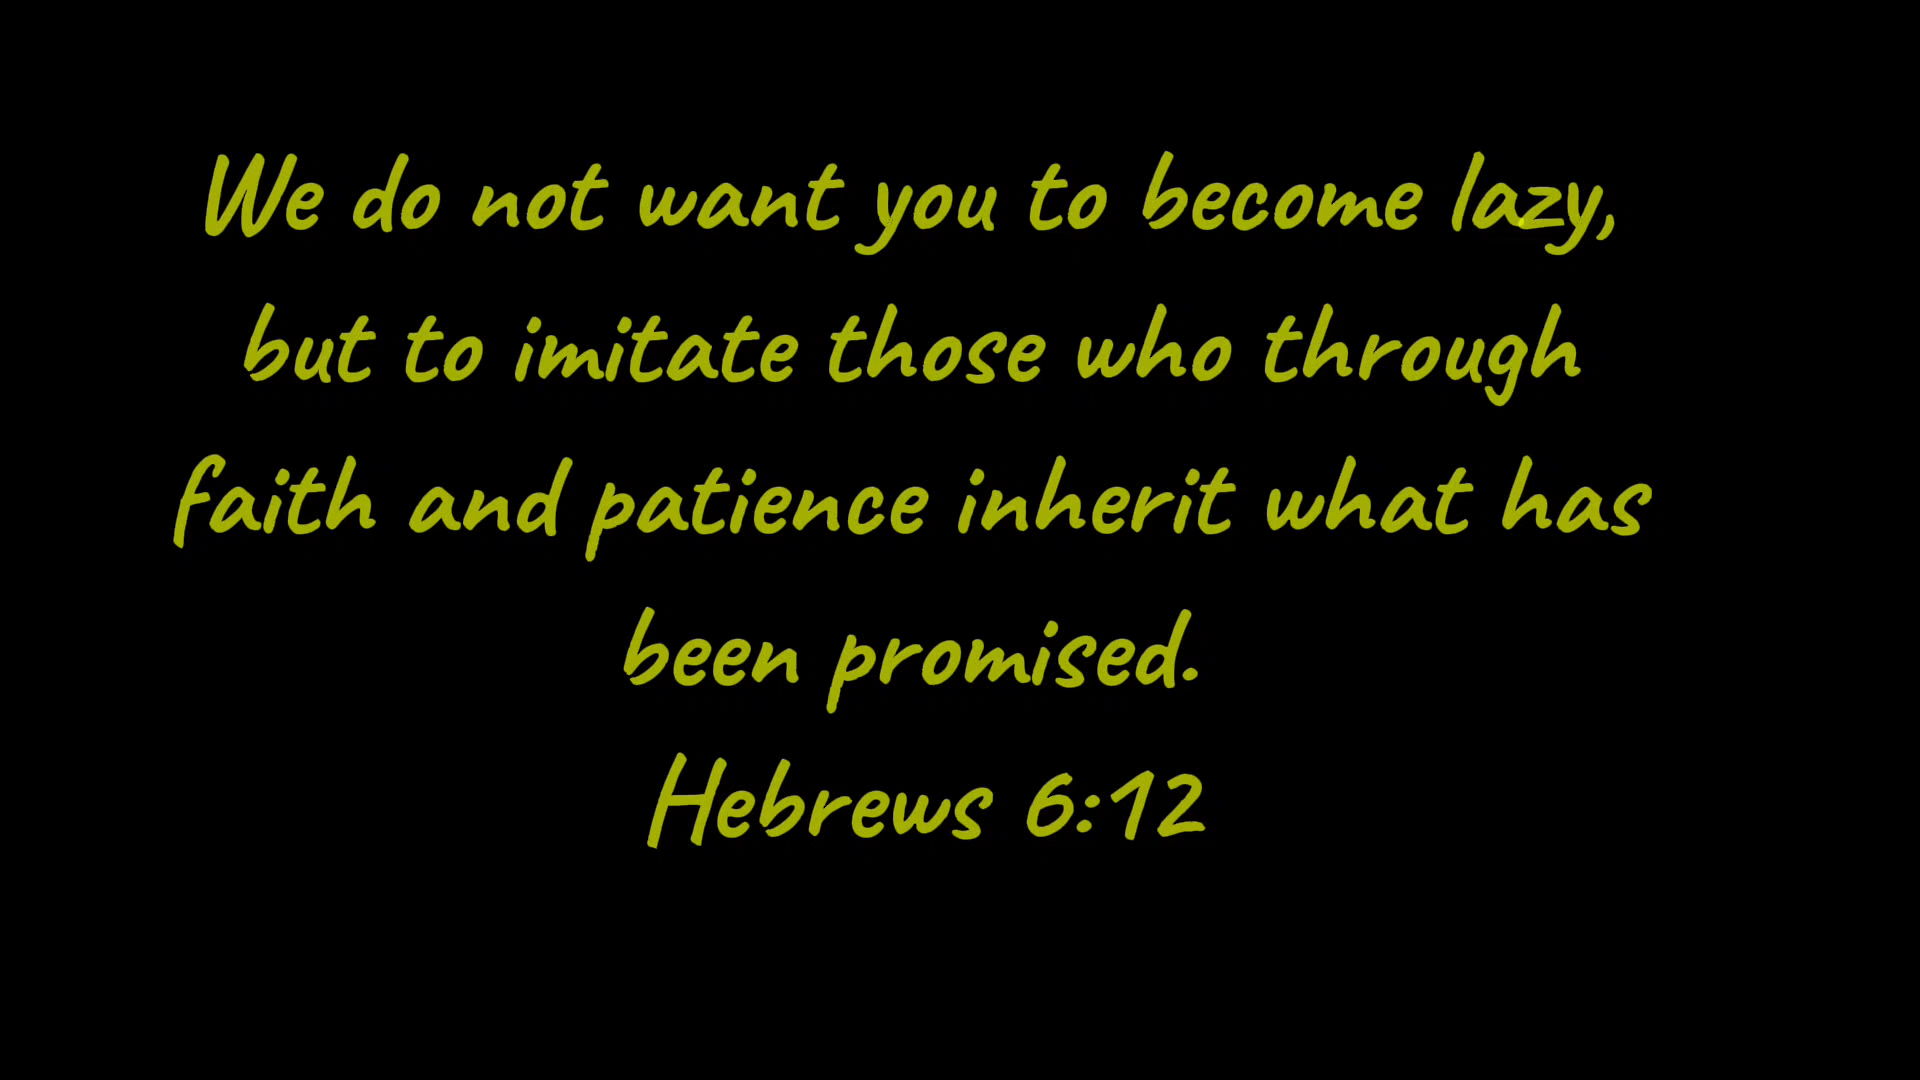 We do not want you to become lazy,
but to imitate those who through
faith and patience inherit what has
been promised.
Hebrews 6:12